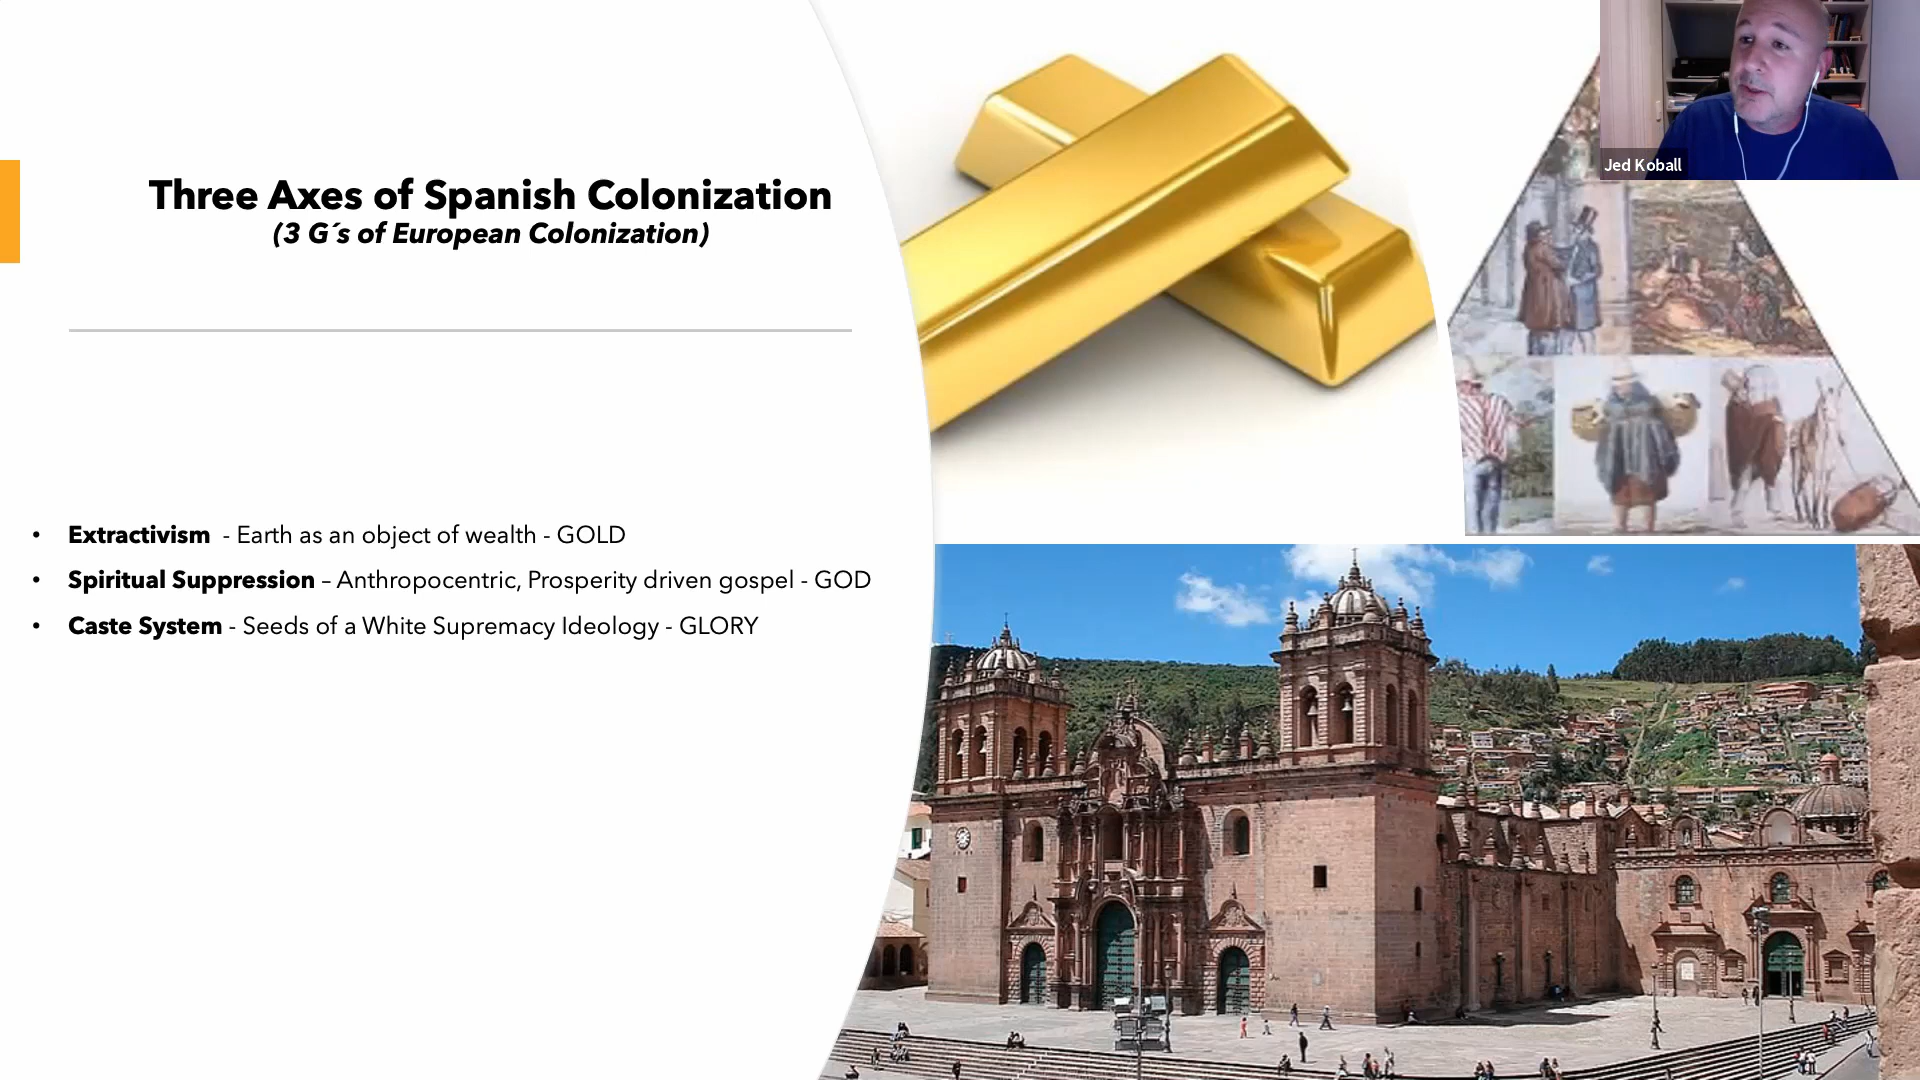 Jed Koball
Three Axes of Spanish Colonization
(3 G´s of European Colonization)
• Extractivism - Earth as an object of wealth - GOLD
• Spiritual Suppression – Anthropocentric, Prosperity driven gospel - GOD
• Caste System - Seeds of a White Supremacy Ideology - GLORY